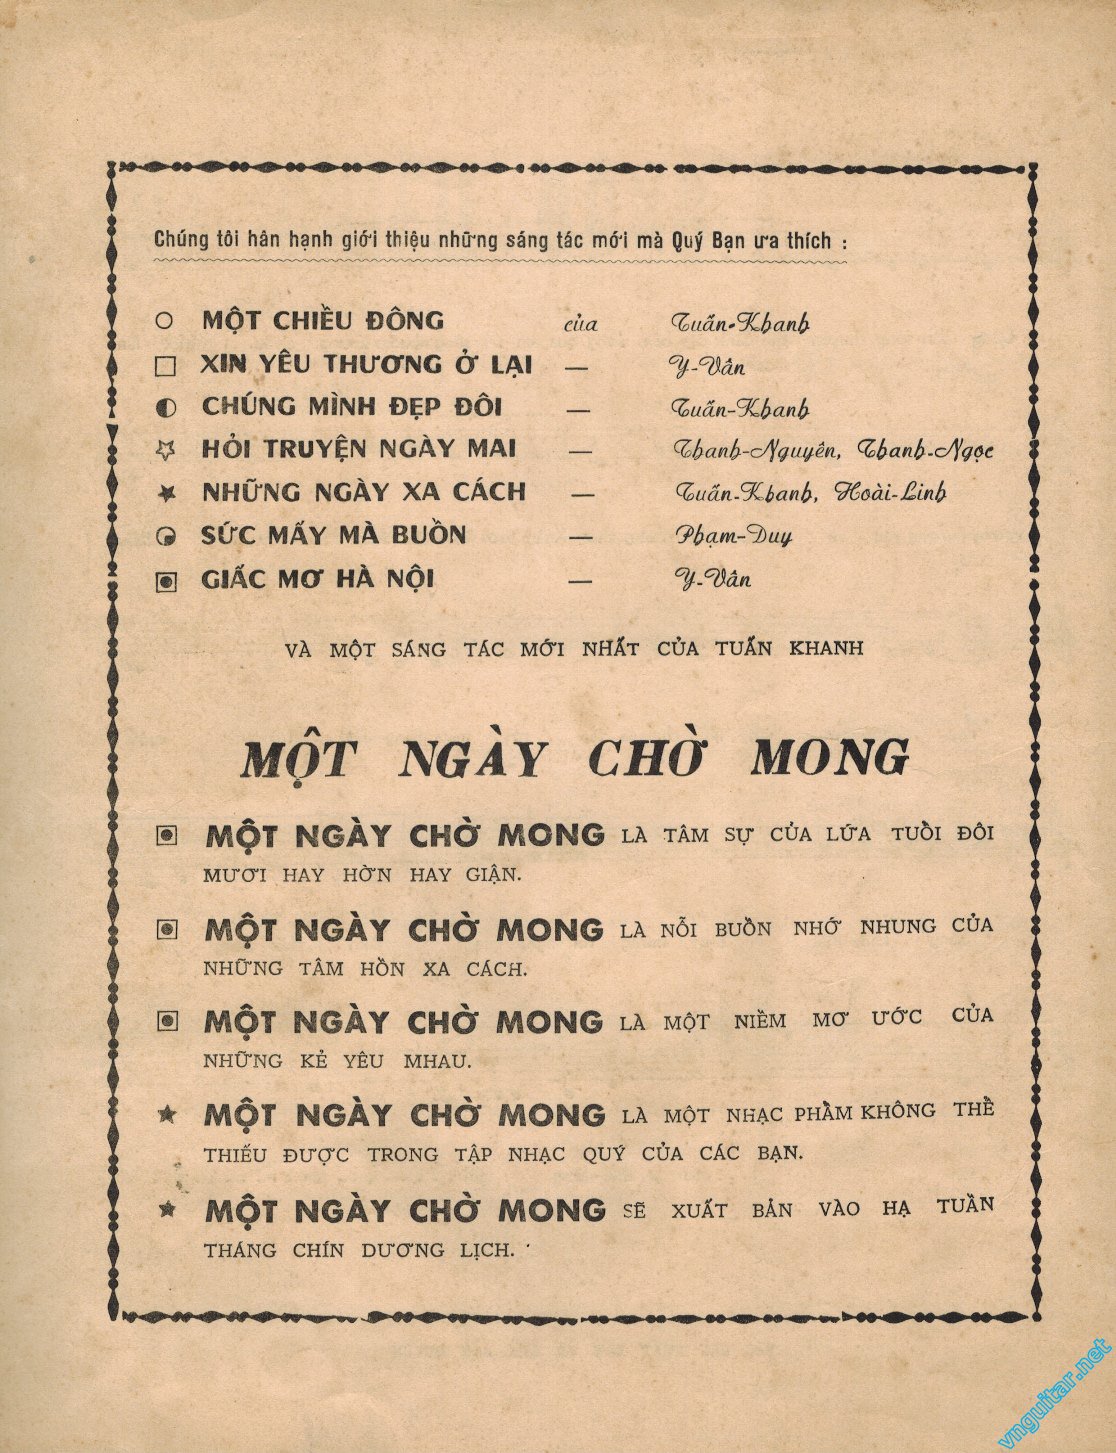 Chúng tôi hân hạnh giới thiệu những sáng tác mới mà Quý Bạn ưa thích :
MỘT CHIỀU ĐÔNG của Tuấn-Khanh
XIN YÊU THƯƠNG Ở LẠI — Y-Vân
CHÚNG MÌNH ĐẸP ĐÔI — Tuấn-Khanh
HỎI TRUYỆN NGÀY MAI — Thanh-Nguyên, Thanh-Ngọc
NHỮNG NGÀY XA CÁCH — Tuấn-Khanh, Hoài-Linh
SỨC MẤY MÀ BUỒN — Phạm-Duy
GIẤC MƠ HÀ NỘI — Y-Vân
VÀ MỘT SÁNG TÁC MỚI NHẤT CỦA TUẤN KHANH
MỘT NGÀY CHỜ MONG
MỘT NGÀY CHỜ MONG LÀ TÂM SỰ CỦA LỨA TUỔI ĐÔI
MƯƠI HAY HỜN HAY GIẬN.
MỘT NGÀY CHỜ MONG LÀ NỖI BUỒN NHỚ NHUNG CỦA
NHỮNG TÂM HỒN XA CÁCH.
MỘT NGÀY CHỜ MONG LÀ MỘT NIỀM MƠ ƯỚC CỦA
NHỮNG KẺ YÊU MHAU.
MỘT NGÀY CHỜ MONG LÀ MỘT NHẠC PHẨM KHÔNG THỂ
THIẾU ĐƯỢC TRONG TẬP NHẠC QUÝ CỦA CÁC BẠN.
MỘT NGÀY CHỜ MONG SẼ XUẤT BẢN VÀO HẠ TUẦN
THÁNG CHÍN DƯƠNG LỊCH.
vnguitar.net